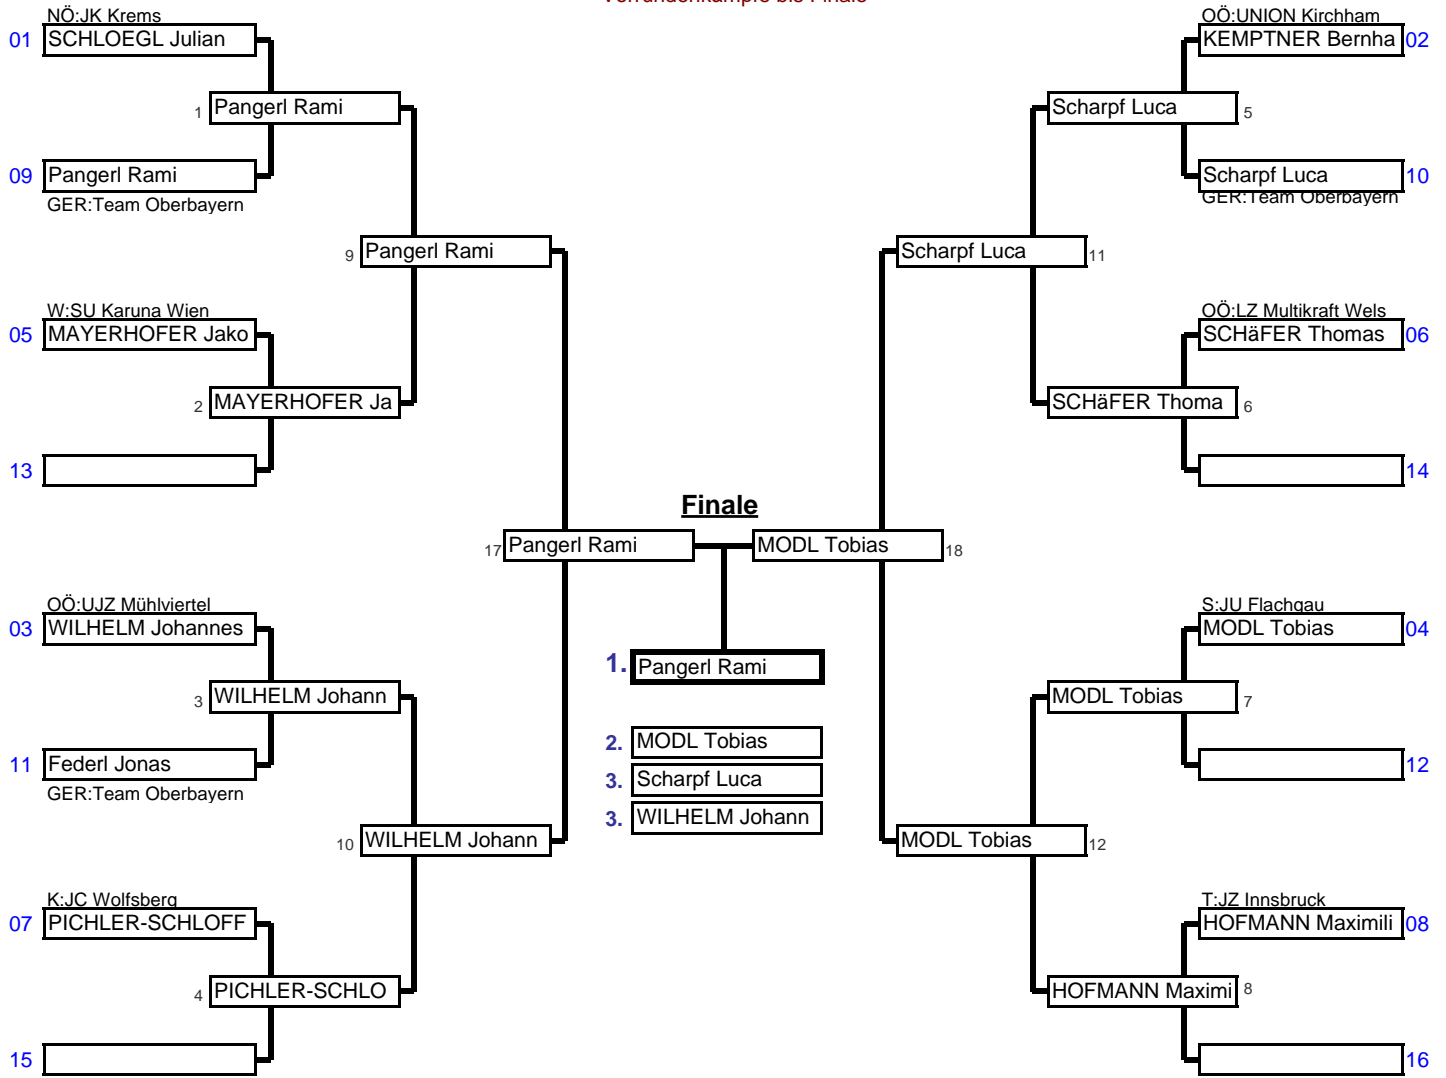 Vorrundenkämpfe bis Finale
NÖ:JK Krems
01 SCHLOEGL Julian
1 Pangerl Rami
09 Pangerl Rami
GER:Team Oberbayern
9 Pangerl Rami
W:SU Karuna Wien
05 MAYERHOFER Jako
2 MAYERHOFER Ja
13
17 Pangerl Rami
OÖ:UJZ Mühlviertel
03 WILHELM Johannes
3 WILHELM Johann
11 Federl Jonas
GER:Team Oberbayern
10 WILHELM Johann
K:JC Wolfsberg
07 PICHLER-SCHLOFF
4 PICHLER-SCHLO
15
Finale
1. Pangerl Rami
2. MODL Tobias
3. Scharpf Luca
3. WILHELM Johann
OÖ:UNION Kirchham
KEMPTNER Bernha 02
Scharpf Luca 5
Scharpf Luca 10
GER:Team Oberbayern
Scharpf Luca 11
OÖ:LZ Multikraft Wels
SCHäFER Thomas 06
SCHäFER Thoma 6
14
MODL Tobias 18
S:JU Flachgau
MODL Tobias 04
MODL Tobias 7
12
MODL Tobias 12
T:JZ Innsbruck
HOFMANN Maximili 08
HOFMANN Maximi 8
16